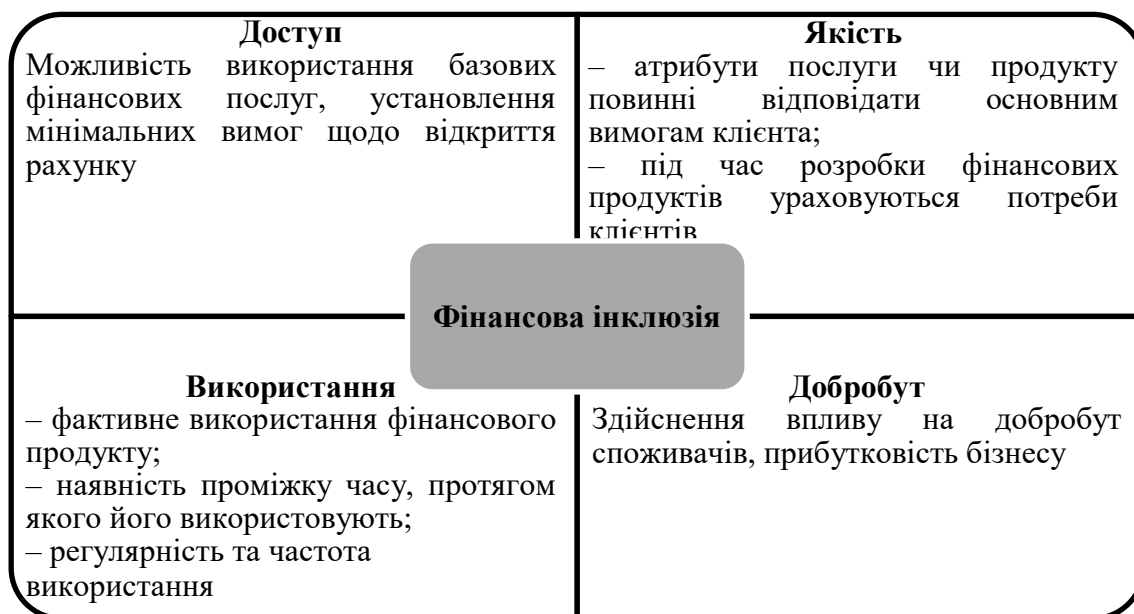 Доступ
Можливість використання базових
фінансових послуг, установлення
мінімальних вимог щодо відкриття
рахунку
Якість
– атрибути послуги чи продукту
повинні відповідати основним
вимогам клієнта;
– під час розробки фінансових
продуктів ураховуються потреби
клієнтів
Фінансова інклюзія
Використання
– фактивне використання фінансового
продукту;
– наявність проміжку часу, протягом
якого його використовують;
– регулярність та частота
використання
Добробут
Здійснення впливу на добробут
споживачів, прибутковість бізнесу